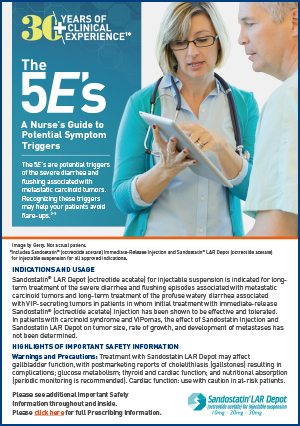 30+ YEARS OF
CLINICAL
EXPERIENCE¹*
The
5E's
A Nurse's Guide to
Potential Symptom
Triggers
The 5E's are potential triggers
of the severe diarrhea and
flushing associated with
metastatic carcinoid tumors.
Recognizing these triggers
may help your patients avoid
flare-ups.
Image by Getty. Not actual patient.
*Includes Sandostatin® (octreotide acetate) Immediate-Release Injection and Sandostatin® LAR Depot (octreotide acetate)
for injectable suspension for all approved indications.
INDICATIONS AND USAGE
Sandostatin® LAR Depot (octreotide acetate) for injectable suspension is indicated for long-
term treatment of the severe diarrhea and flushing episodes associated with metastatic
carcinoid tumors and long-term treatment of the profuse watery diarrhea associated
with VIP-secreting tumors in patients in whom initial treatment with immediate-release
Sandostatin® (octreotide acetate) Injection has been shown to be effective and tolerated.
In patients with carcinoid syndrome and VIPomas, the effect of Sandostatin Injection and
Sandostatin LAR Depot on tumor size, rate of growth, and development of metastases has
not been determined.
HIGHLIGHTS OF IMPORTANT SAFETY INFORMATION
Warnings and Precautions: Treatment with Sandostatin LAR Depot may affect
gallbladder function, with postmarketing reports of cholelithiasis (gallstones) resulting in
complications; glucose metabolism; thyroid and cardiac function; and nutritional absorption
(periodic monitoring is recommended). Cardiac function: use with caution in at-risk patients.
Please see additional Important Safety
Information throughout and inside.
Please click here for full Prescribing Information.
Sandostatin® LAR Depot
(octreotide acetate) for injectable suspension
10mg · 20mg · 30mg